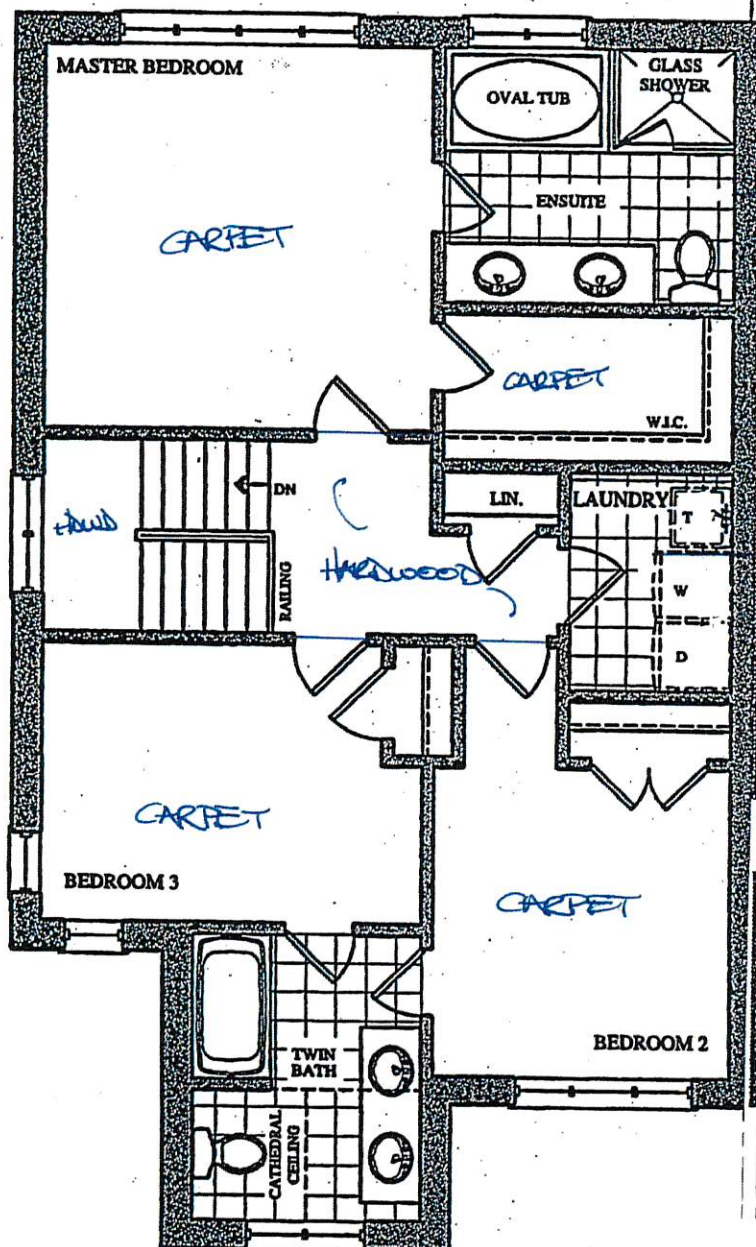 MASTER BEDROOM
OVAL TUB
GLASS
SHOWER
ENSUITE
CARPET
CARPET
W.I.C.
DN
LIN.
LAUNDRY
T
HDWD
HARDWOOD
RAILING
W
D
CARPET
BEDROOM 3
CARPET
BEDROOM 2
TWIN
BATH
CATHEDRAL
CEILING